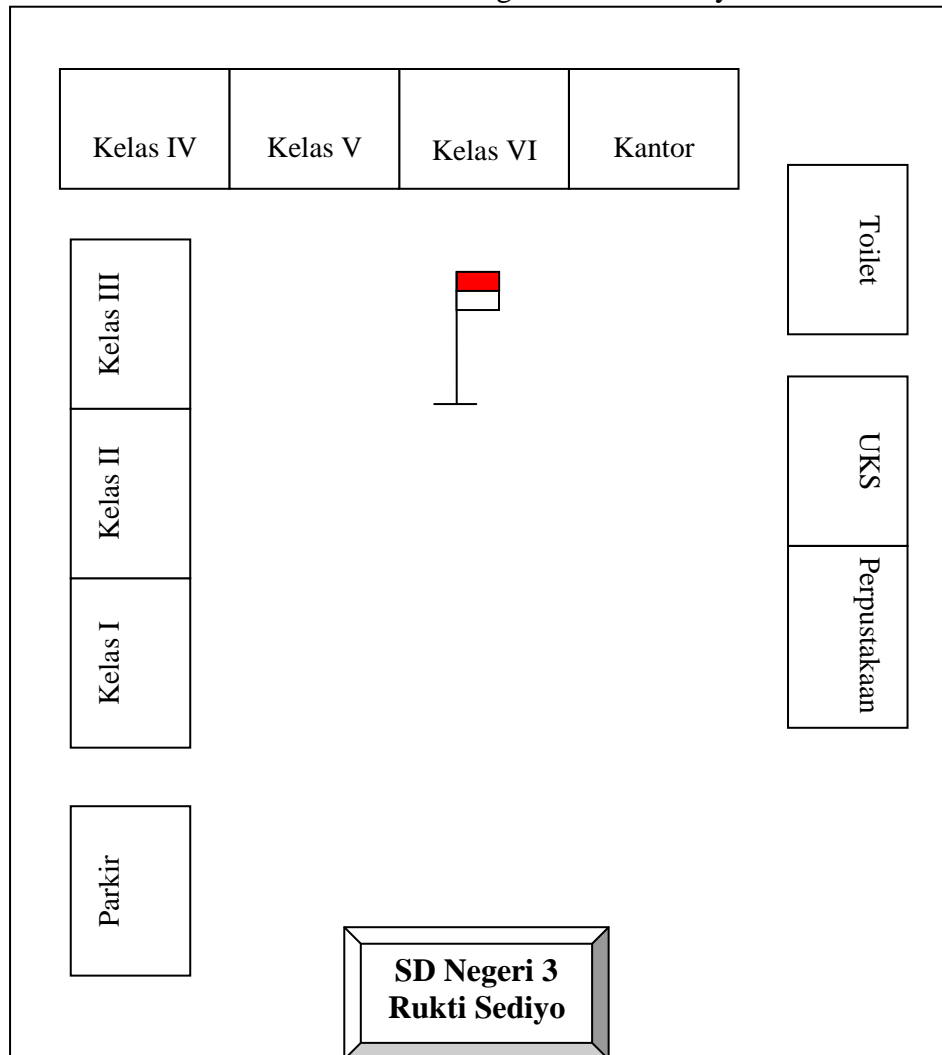 Kelas IV
Kelas V
Kelas VI
Kantor
Toilet
Kelas III
UKS
Kelas II
Perpustakaan
Kelas I
Parkir
SD Negeri 3
Rukti Sediyo